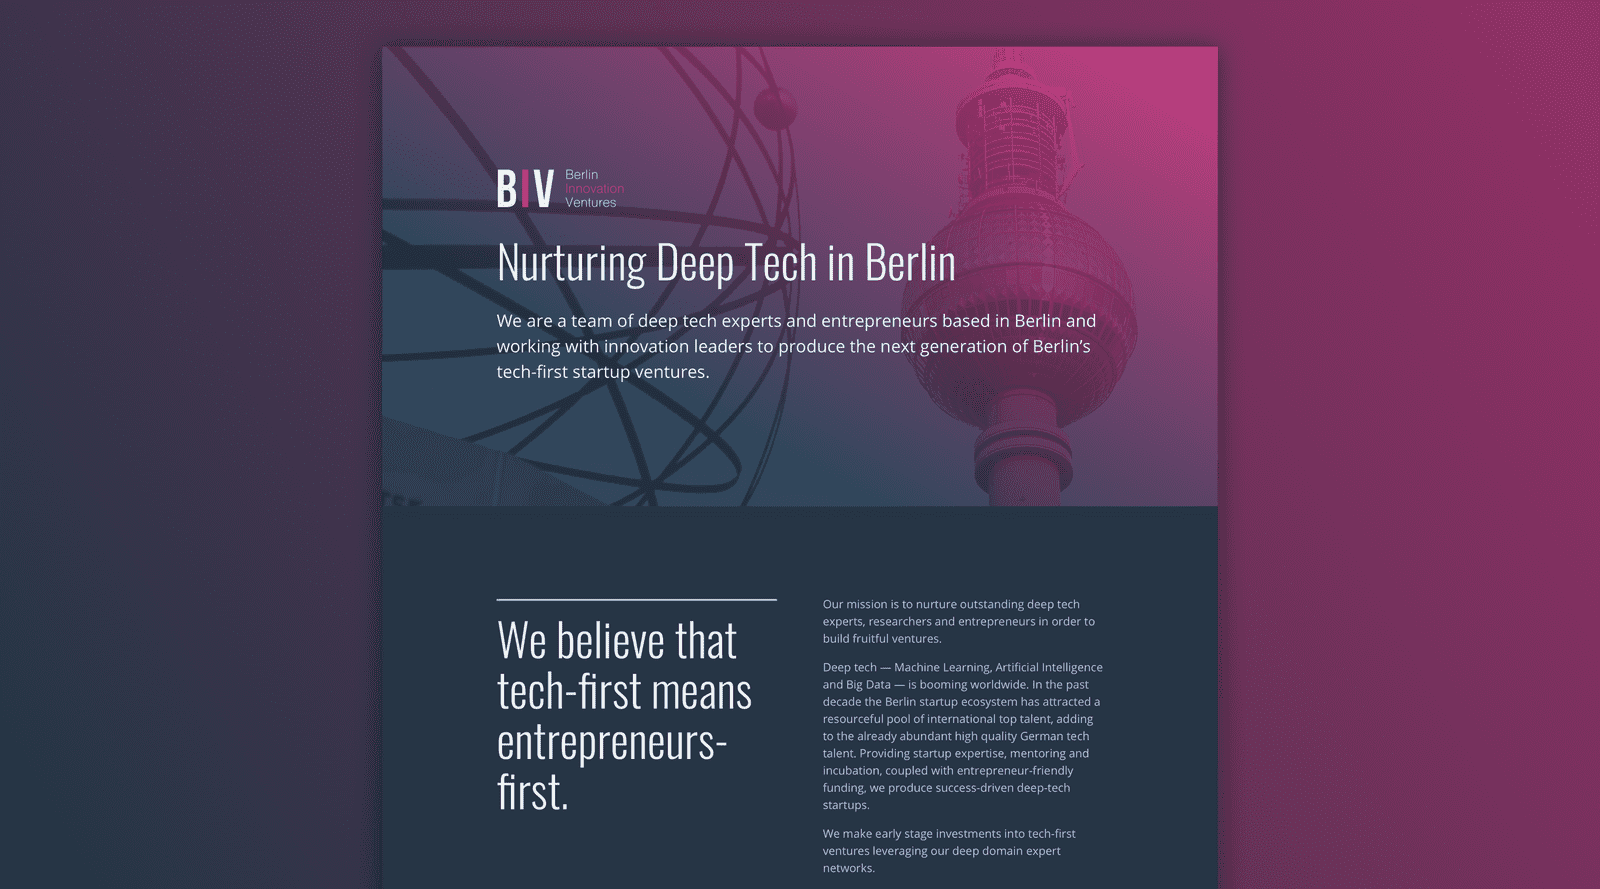 BIV
Berlin
Innovation
Ventures
Nurturing Deep Tech in Berlin
We are a team of deep tech experts and entrepreneurs based in Berlin and
working with innovation leaders to produce the next generation of Berlin’s
tech-first startup ventures.
We believe that
tech-first means
entrepreneurs-
first.
Our mission is to nurture outstanding deep tech
experts, researchers and entrepreneurs in order to
build fruitful ventures.
Deep tech — Machine Learning, Artificial Intelligence
and Big Data — is booming worldwide. In the past
decade the Berlin startup ecosystem has attracted a
resourceful pool of international top talent, adding
to the already abundant high quality German tech
talent. Providing startup expertise, mentoring and
incubation, coupled with entrepreneur-friendly
funding, we produce success-driven deep-tech
startups.
We make early stage investments into tech-first
ventures leveraging our deep domain expert
networks.